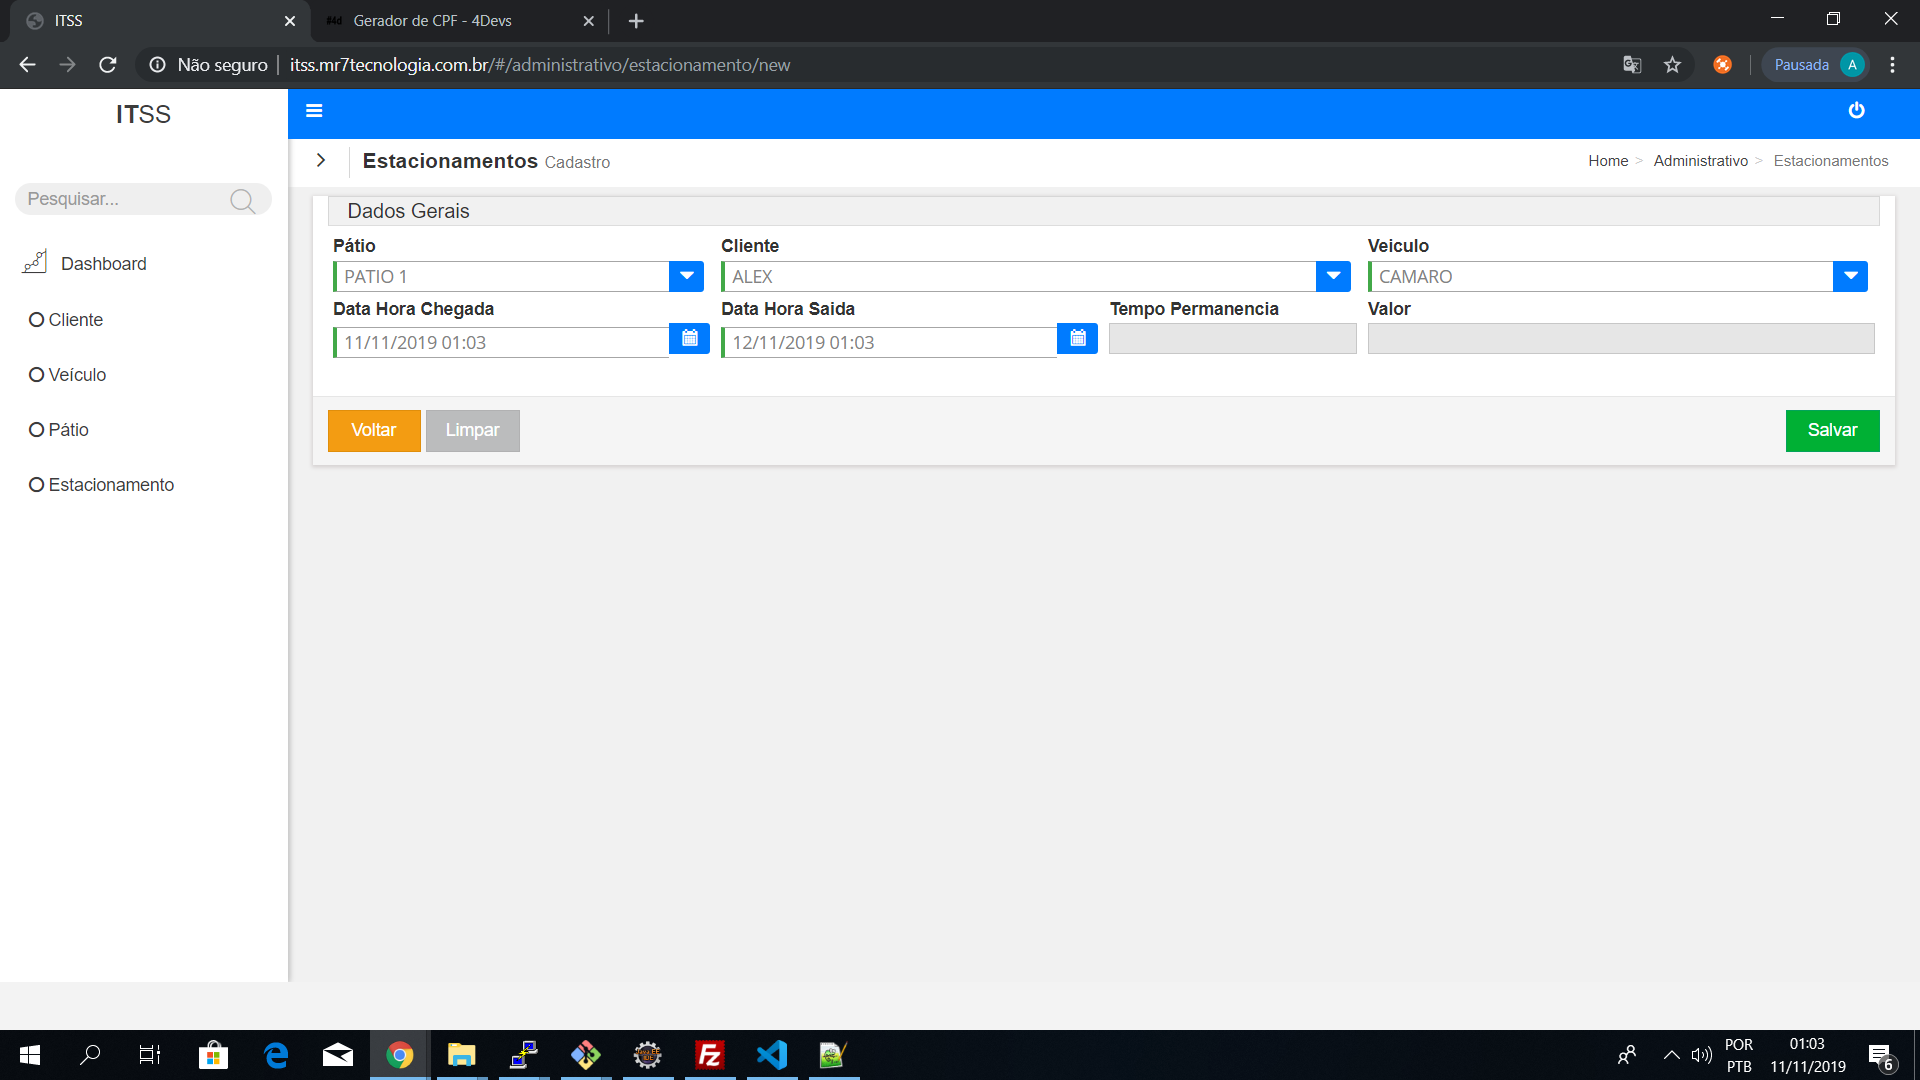 ITSS
Gerador de CPF - 4Devs
Não seguro
itss.mr7tecnologia.com.br/#/administrativo/estacionamento/new
Pausada
A
ITSS
Estacionamentos Cadastro
Home > Administrativo > Estacionamentos
Pesquisar...
Dashboard
Cliente
Veículo
Pátio
Estacionamento
Dados Gerais
Pátio
Cliente
Veiculo
PATIO 1
ALEX
CAMARO
Data Hora Chegada
Data Hora Saida
Tempo Permanencia
Valor
11/11/2019 01:03
12/11/2019 01:03
Voltar
Limpar
Salvar
POR
PTB
01:03
11/11/2019
6